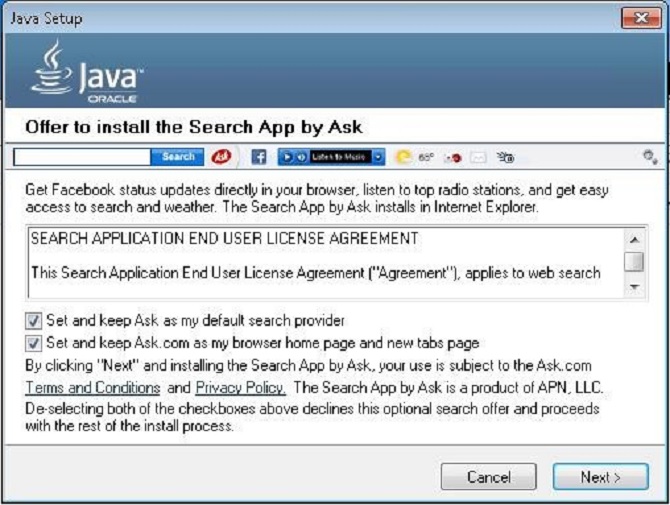 Java Setup
Java™
ORACLE
Offer to install the Search App by Ask
Search
Ask
Listen to Music
68°
Get Facebook status updates directly in your browser, listen to top radio stations, and get easy
access to search and weather. The Search App by Ask installs in Internet Explorer.
SEARCH APPLICATION END USER LICENSE AGREEMENT
This Search Application End User License Agreement ("Agreement"), applies to web search
Set and keep Ask as my default search provider
Set and keep Ask.com as my browser home page and new tabs page
By clicking "Next" and installing the Search App by Ask, your use is subject to the Ask.com
Terms and Conditions and Privacy Policy. The Search App by Ask is a product of APN, LLC.
De-selecting both of the checkboxes above declines this optional search offer and proceeds
with the rest of the install process.
Cancel
Next >